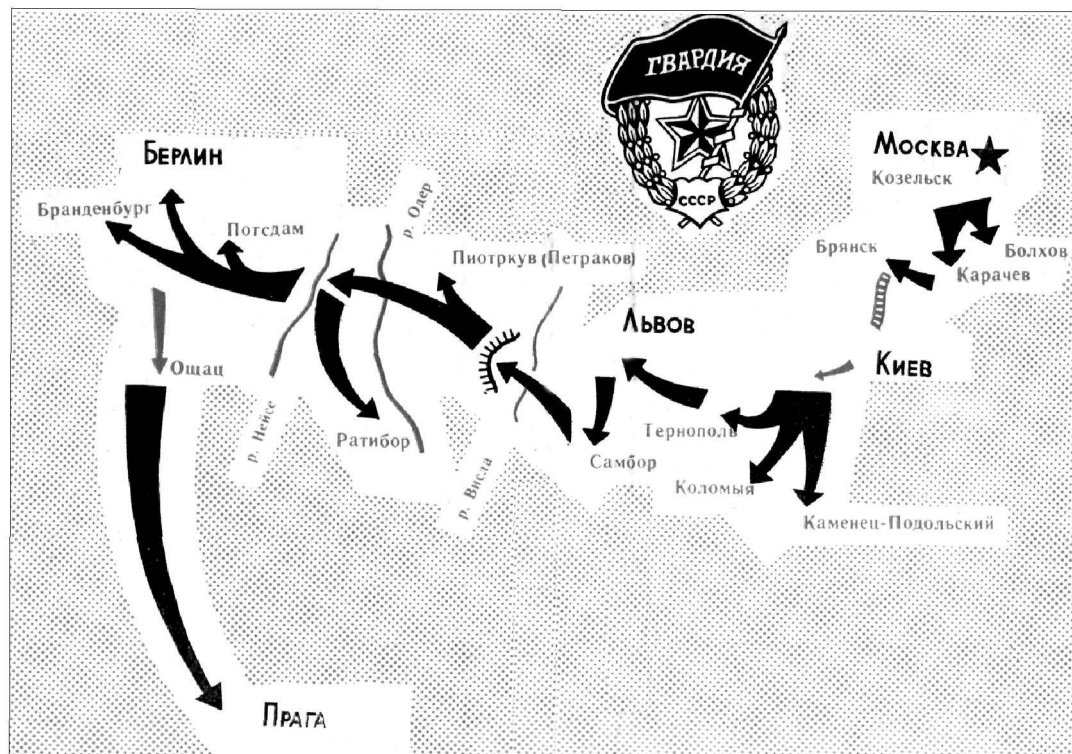 ГВАРДИЯ
СССР
МОСКВА
Козельск
Болхов
Карачев
Брянск
КИЕВ
БЕРЛИН
Бранденбург
Потсдам
р. Одер
Пиотркув (Петраков)
ЛЬВОВ
Ощац
р. Нейсе
Ратибор
р. Висла
Самбор
Тернополь
Коломыя
Каменец-Подольский
ПРАГА